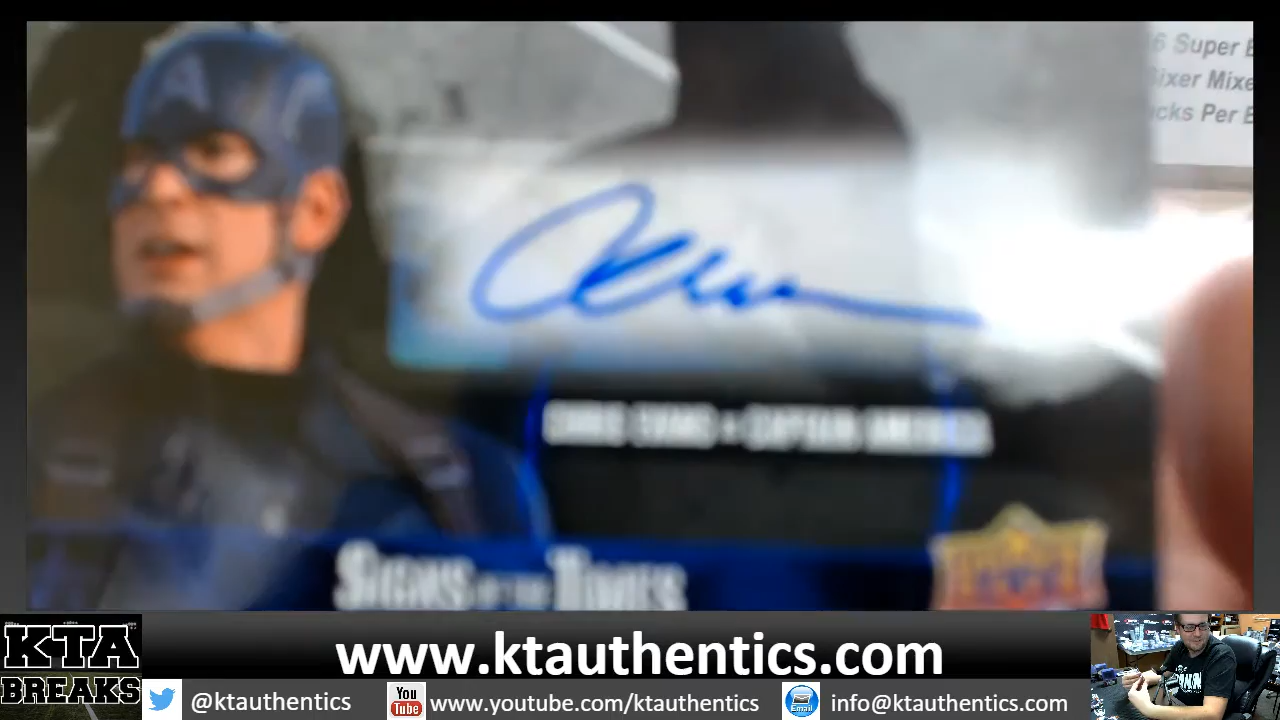 6 Super
ixer Mixe
cks Per
A
CHRIS EVANS • CAPTAIN AMERICA
SIGNS OF THE TIMES
KTA
BREAKS
www.ktauthentics.com
@ktauthentics
You
Tube
www.youtube.com/ktauthentics
Email
info@ktauthentics.com